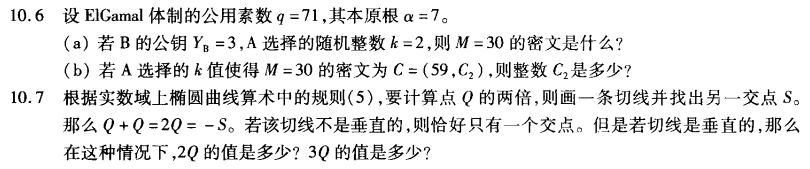 10.6 设 ElGamal 体制的公用素数 q = 71,其本原根 α = 7。
(a) 若 B 的公钥 Y_B = 3, A 选择的随机整数 k = 2,则 M = 30 的密文是什么?
(b) 若 A 选择的 k 值使得 M = 30 的密文为 C = (59, C₂),则整数 C₂是多少?
10.7 根据实数域上椭圆曲线算术中的规则(5),要计算点 Q 的两倍,则画一条切线并找出另一交点 S。
那么 Q + Q = 2Q = −S。若该切线不是垂直的,则恰好只有一个交点。但是若切线是垂直的,那么
在这种情况下,2Q 的值是多少? 3Q 的值是多少?